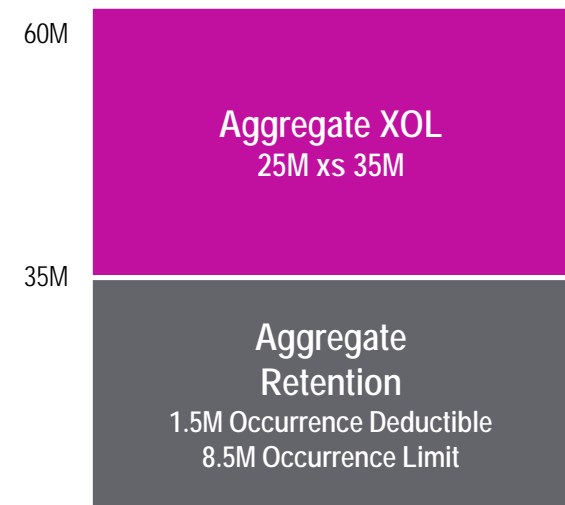 60M
Aggregate XOL
25M xs 35M
35M
Aggregate
Retention
1.5M Occurrence Deductible
8.5M Occurrence Limit